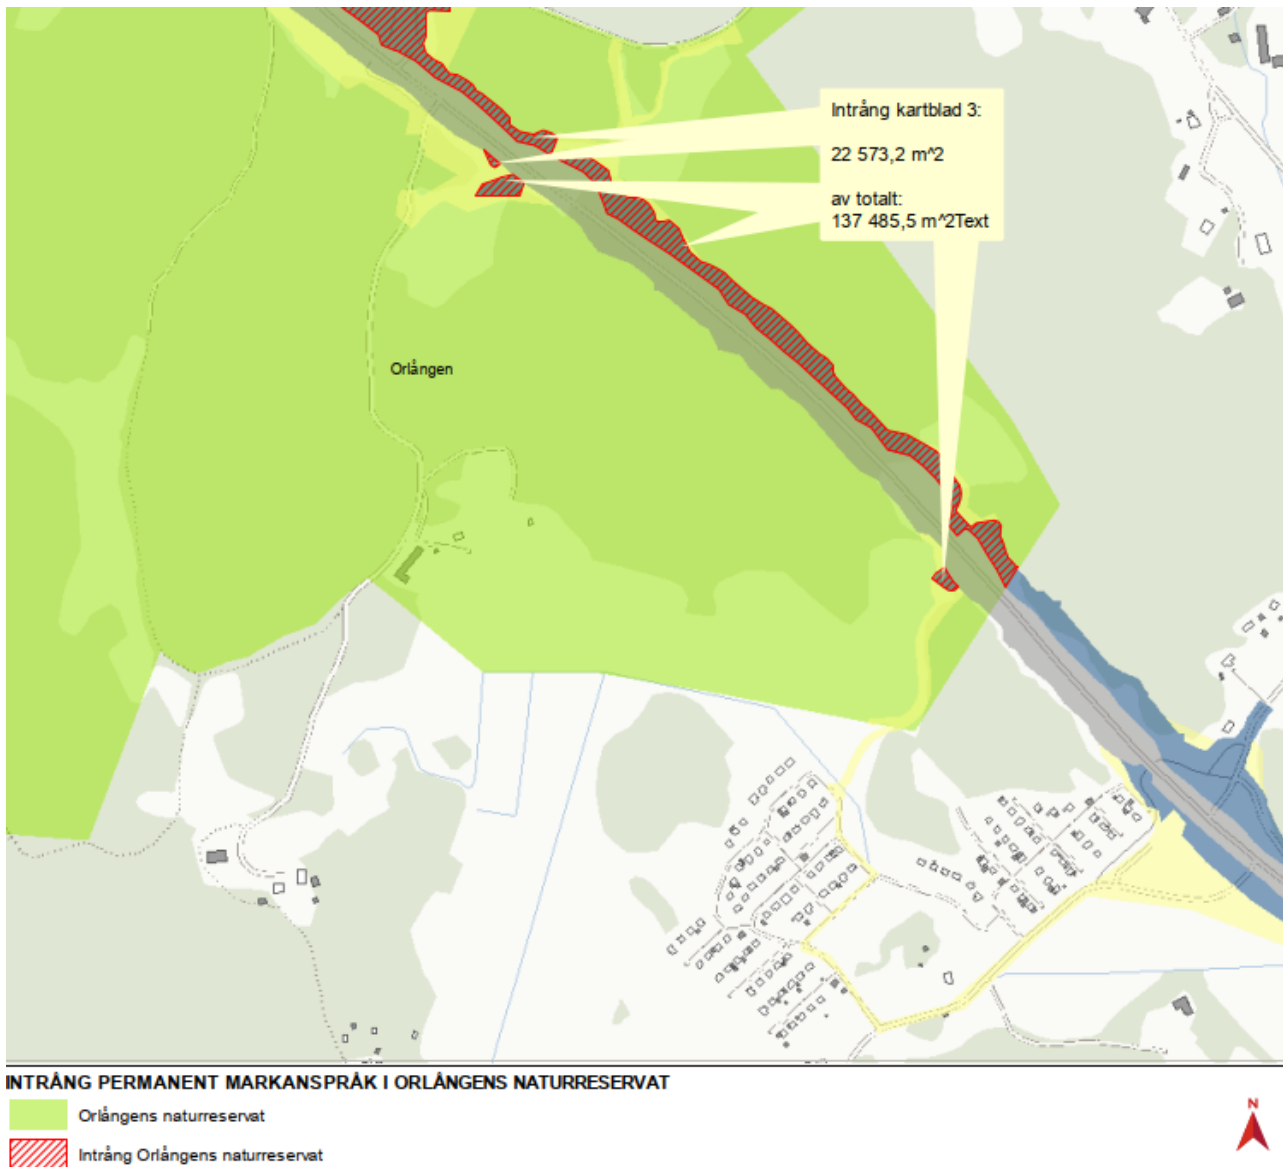 Intrång kartblad 3:
22 573,2 m^2
av totalt:
137 485,5 m^2Text
Orlången
INTRÅNG PERMANENT MARKANSPRÅK I ORLÅNGENS NATURRESERVAT
Orlångens naturreservat
N
Intrång Orlångens naturreservat